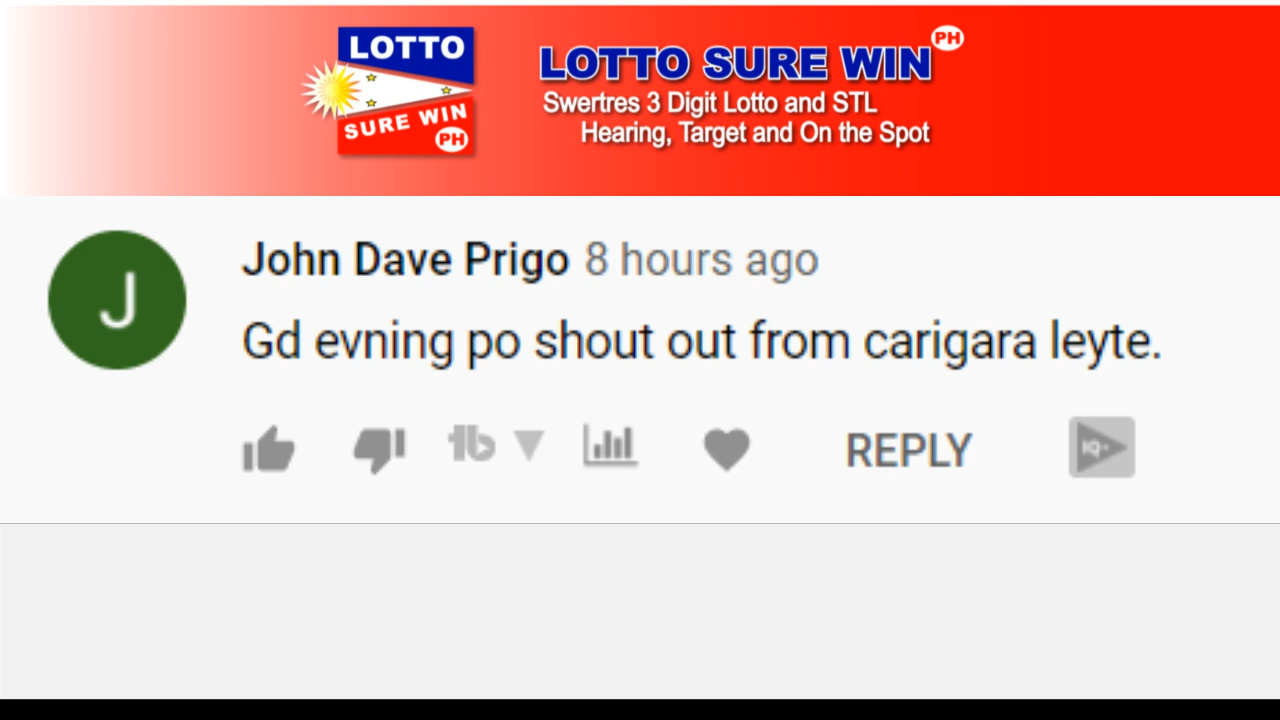 LOTTO
SURE WIN
PH
LOTTO SURE WIN PH
Swertres 3 Digit Lotto and STL
Hearing, Target and On the Spot
J
John Dave Prigo 8 hours ago
Gd evning po shout out from carigara leyte.
REPLY
IQ